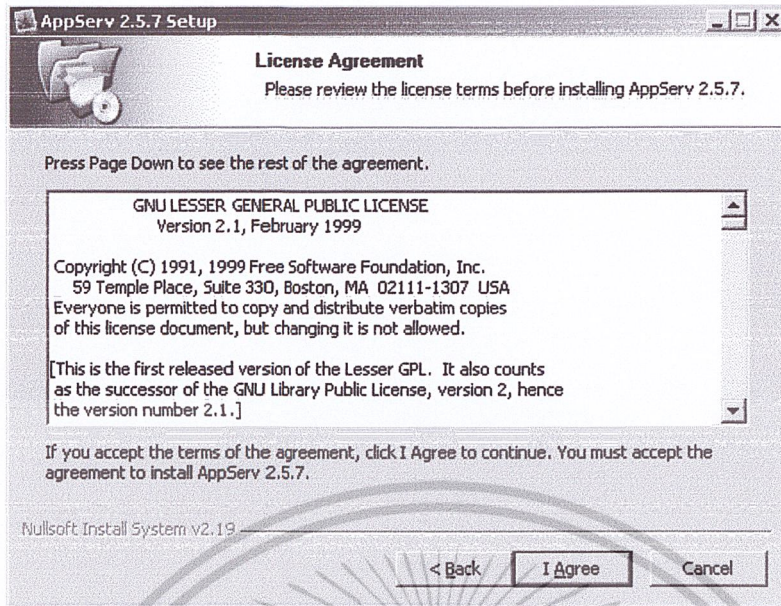 AppServ 2.5.7 Setup
License Agreement
Please review the license terms before installing AppServ 2.5.7.
Press Page Down to see the rest of the agreement.
GNU LESSER GENERAL PUBLIC LICENSE
Version 2.1, February 1999
Copyright (C) 1991, 1999 Free Software Foundation, Inc.
59 Temple Place, Suite 330, Boston, MA 02111-1307 USA
Everyone is permitted to copy and distribute verbatim copies
of this license document, but changing it is not allowed.
[This is the first released version of the Lesser GPL. It also counts
as the successor of the GNU Library Public License, version 2, hence
the version number 2.1.]
If you accept the terms of the agreement, click I Agree to continue. You must accept the
agreement to install AppServ 2.5.7.
Nullsoft Install System v2.19
< Back I Agree Cancel